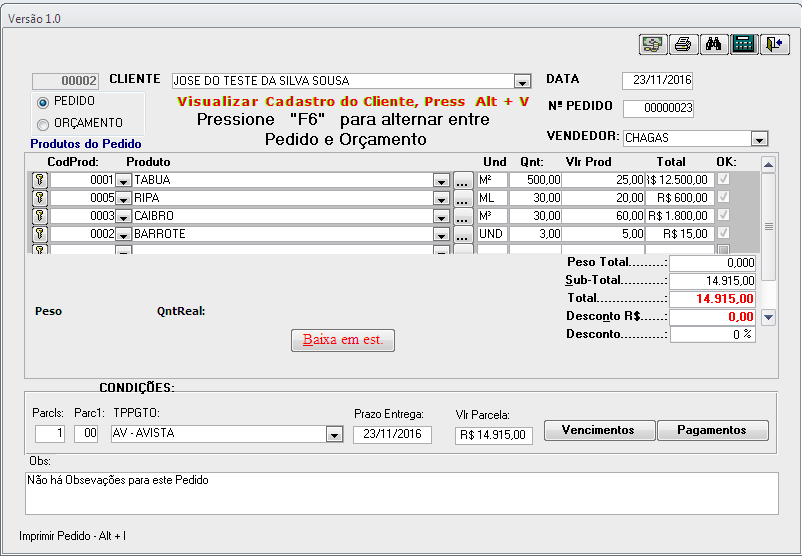 Versão 1.0
00002 CLIENTE JOSE DO TESTE DA SILVA SOUSA DATA 23/11/2016
PEDIDO Visualizar Cadastro do Cliente, Press Alt + V
Pressione "F6" para alternar entre Nº PEDIDO 00000023
ORÇAMENTO Pedido e Orçamento VENDEDOR: CHAGAS
Produtos do Pedido
CodProd: Produto Und Qnt: Vlr Prod Total OK:
0001 TABUA ... M² 500,00 25,00 R$ 12.500,00
0005 RIPA ... ML 30,00 20,00 R$ 600,00
0003 CAIBRO ... M³ 30,00 60,00 R$ 1.800,00
0002 BARROTE ... UND 3,00 5,00 R$ 15,00
...
Peso Total.........: 0,000
Sub-Total...........: 14.915,00
Total.................: 14.915,00
Peso QntReal: Desconto R$......: 0,00
Baixa em est. Desconto...........: 0 %
CONDIÇÕES:
Parcls: Parc1: TPPGTO: Prazo Entrega: Vlr Parcela:
1 00 AV - AVISTA 23/11/2016 R$ 14.915,00 Vencimentos Pagamentos
Obs:
Não há Obsevações para este Pedido
Imprimir Pedido - Alt + I